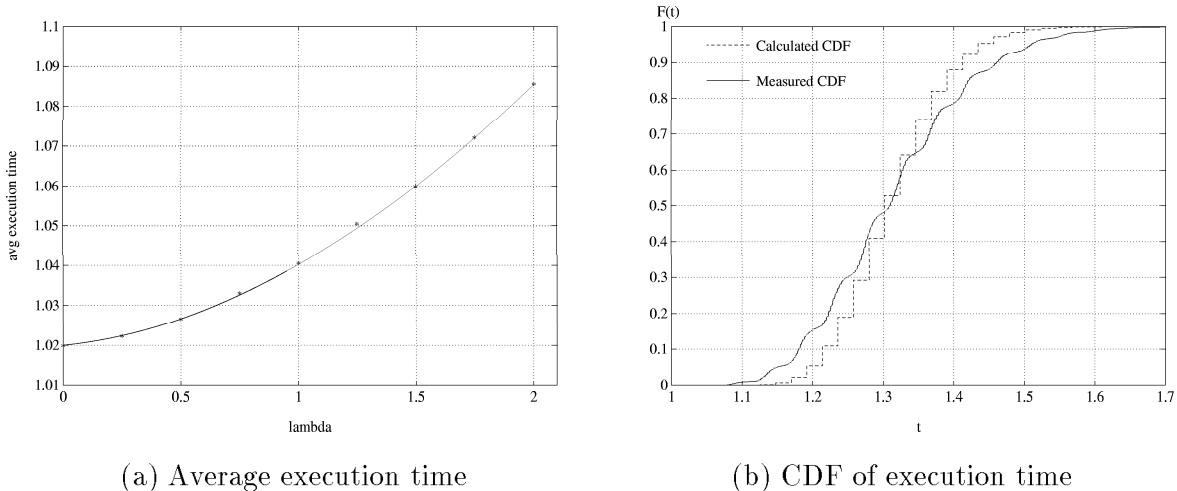 1.1
1.09
1.08
1.07
1.06
1.05
1.04
1.03
1.02
1.01
avg execution time
0 0.5 1 1.5 2
lambda
(a) Average execution time
F(t)
1
0.9
0.8
0.7
0.6
0.5
0.4
0.3
0.2
0.1
0
Calculated CDF
Measured CDF
1 1.1 1.2 1.3 1.4 1.5 1.6 1.7
t
(b) CDF of execution time